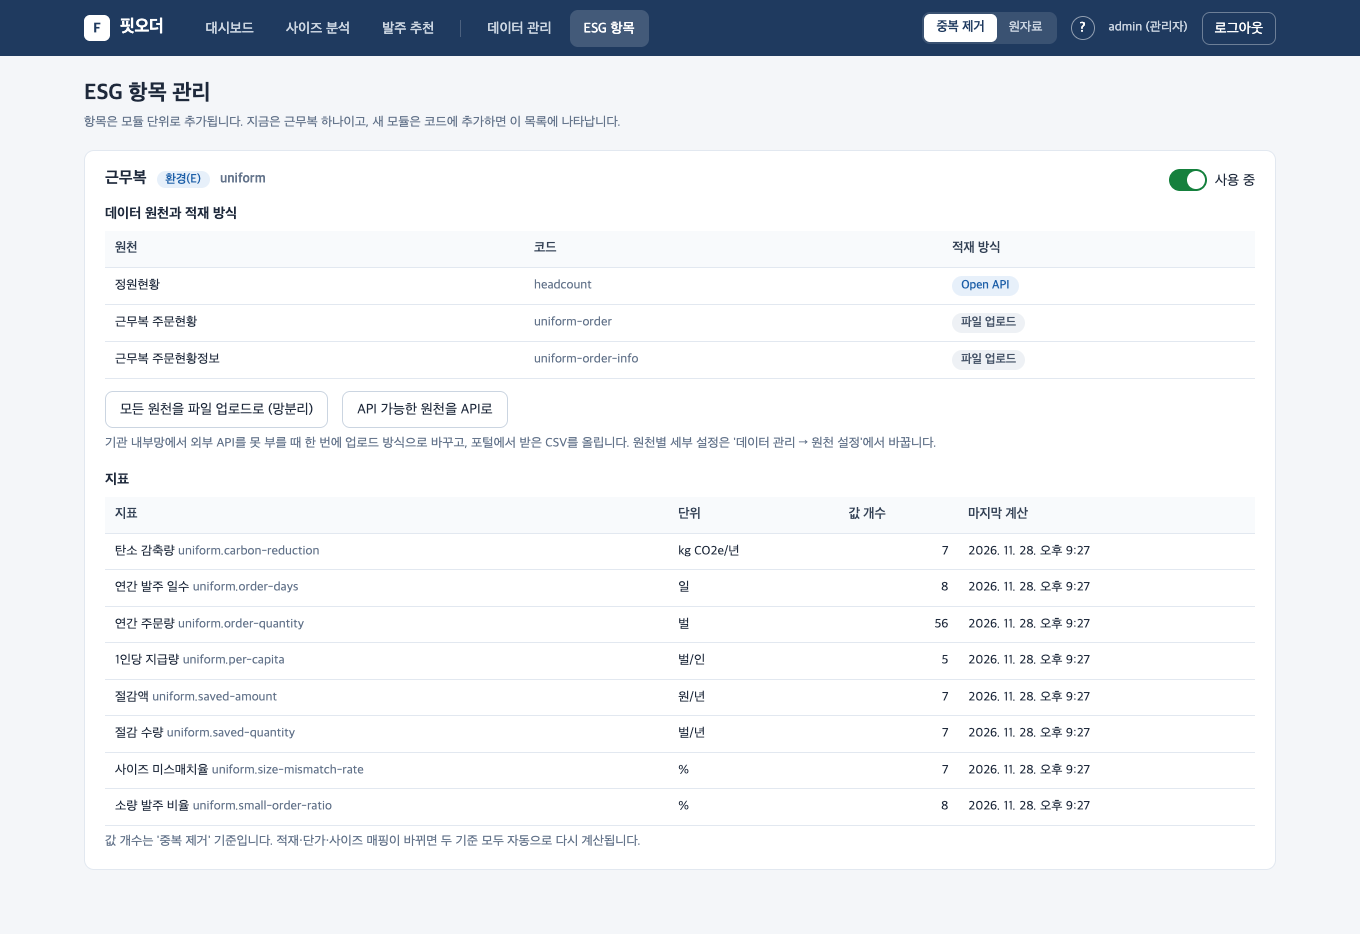 F 핏오더 대시보드 사이즈 분석 발주 추천 데이터 관리 ESG 항목 중복 제거 원자료 ? admin (관리자) 로그아웃
ESG 항목 관리
항목은 모듈 단위로 추가됩니다. 지금은 근무복 하나이고, 새 모듈은 코드에 추가하면 이 목록에 나타납니다.
근무복 환경(E) uniform 사용 중
데이터 원천과 적재 방식
원천 코드 적재 방식
정원현황 headcount Open API
근무복 주문현황 uniform-order 파일 업로드
근무복 주문현황정보 uniform-order-info 파일 업로드
모든 원천을 파일 업로드로 (망분리) API 가능한 원천을 API로
기관 내부망에서 외부 API를 못 부를 때 한 번에 업로드 방식으로 바꾸고, 포털에서 받은 CSV를 올립니다. 원천별 세부 설정은 '데이터 관리 → 원천 설정'에서 바꿉니다.
지표
지표 단위 값 개수 마지막 계산
탄소 감축량 uniform.carbon-reduction kg CO2e/년 7 2026. 11. 28. 오후 9:27
연간 발주 일수 uniform.order-days 일 8 2026. 11. 28. 오후 9:27
연간 주문량 uniform.order-quantity 벌 56 2026. 11. 28. 오후 9:27
1인당 지급량 uniform.per-capita 벌/인 5 2026. 11. 28. 오후 9:27
절감액 uniform.saved-amount 원/년 7 2026. 11. 28. 오후 9:27
절감 수량 uniform.saved-quantity 벌/년 7 2026. 11. 28. 오후 9:27
사이즈 미스매치율 uniform.size-mismatch-rate % 7 2026. 11. 28. 오후 9:27
소량 발주 비율 uniform.small-order-ratio % 8 2026. 11. 28. 오후 9:27
값 개수는 '중복 제거' 기준입니다. 적재·단가·사이즈 매핑이 바뀌면 두 기준 모두 자동으로 다시 계산됩니다.